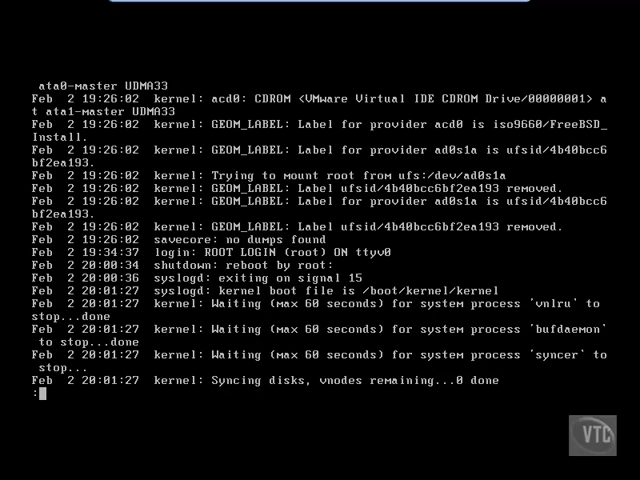 ata0-master UDMA33
Feb  2 19:26:02  kernel: acd0: CDROM <VMware Virtual IDE CDROM Drive/00000001> a
t ata1-master UDMA33
Feb  2 19:26:02  kernel: GEOM_LABEL: Label for provider acd0 is iso9660/FreeBSD_
Install.
Feb  2 19:26:02  kernel: GEOM_LABEL: Label for provider ad0s1a is ufsid/4b40bcc6
bf2ea193.
Feb  2 19:26:02  kernel: Trying to mount root from ufs:/dev/ad0s1a
Feb  2 19:26:02  kernel: GEOM_LABEL: Label ufsid/4b40bcc6bf2ea193 removed.
Feb  2 19:26:02  kernel: GEOM_LABEL: Label for provider ad0s1a is ufsid/4b40bcc6
bf2ea193.
Feb  2 19:26:02  kernel: GEOM_LABEL: Label ufsid/4b40bcc6bf2ea193 removed.
Feb  2 19:26:02  savecore: no dumps found
Feb  2 19:34:37  login: ROOT LOGIN (root) ON ttyv0
Feb  2 20:00:34  shutdown: reboot by root:
Feb  2 20:00:36  syslogd: exiting on signal 15
Feb  2 20:01:27  syslogd: kernel boot file is /boot/kernel/kernel
Feb  2 20:01:27  kernel: Waiting (max 60 seconds) for system process 'vnlru' to
stop...done
Feb  2 20:01:27  kernel: Waiting (max 60 seconds) for system process 'bufdaemon'
 to stop...done
Feb  2 20:01:27  kernel: Waiting (max 60 seconds) for system process 'syncer' to
 stop...
Feb  2 20:01:27  kernel: Syncing disks, vnodes remaining...0 done
:
VTC